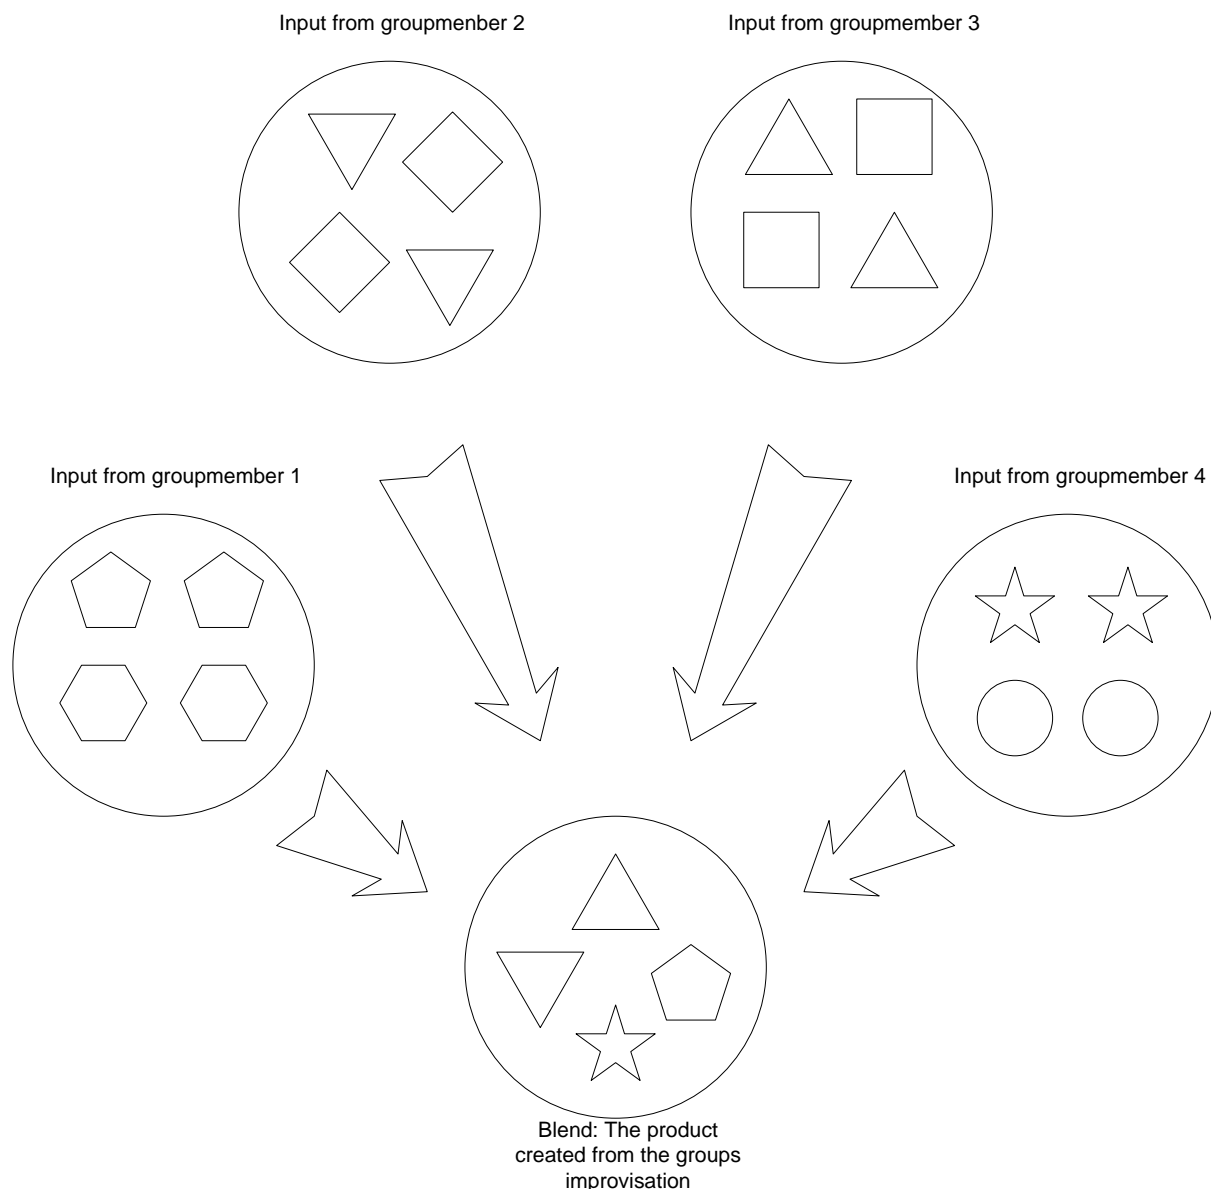 Input from groupmenber 2
Input from groupmember 3
Input from groupmember 1
Input from groupmember 4
Blend: The product
created from the groups
improvisation